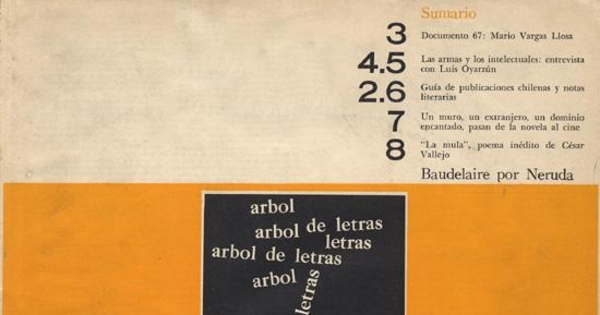 Sumario
3 Documento 67: Mario Vargas Llosa
4.5 Las armas y los intelectuales: entrevista
con Luis Oyarzún
2.6 Guía de publicaciones chilenas y notas
literarias
7 Un muro, un extranjero, un dominio
encantado, pasan de la novela al cine
8 "La mula", poema inédito de César
Vallejo
Baudelaire por Neruda
arbol
arbol de letras
letras
arbol de letras
arbol
letras